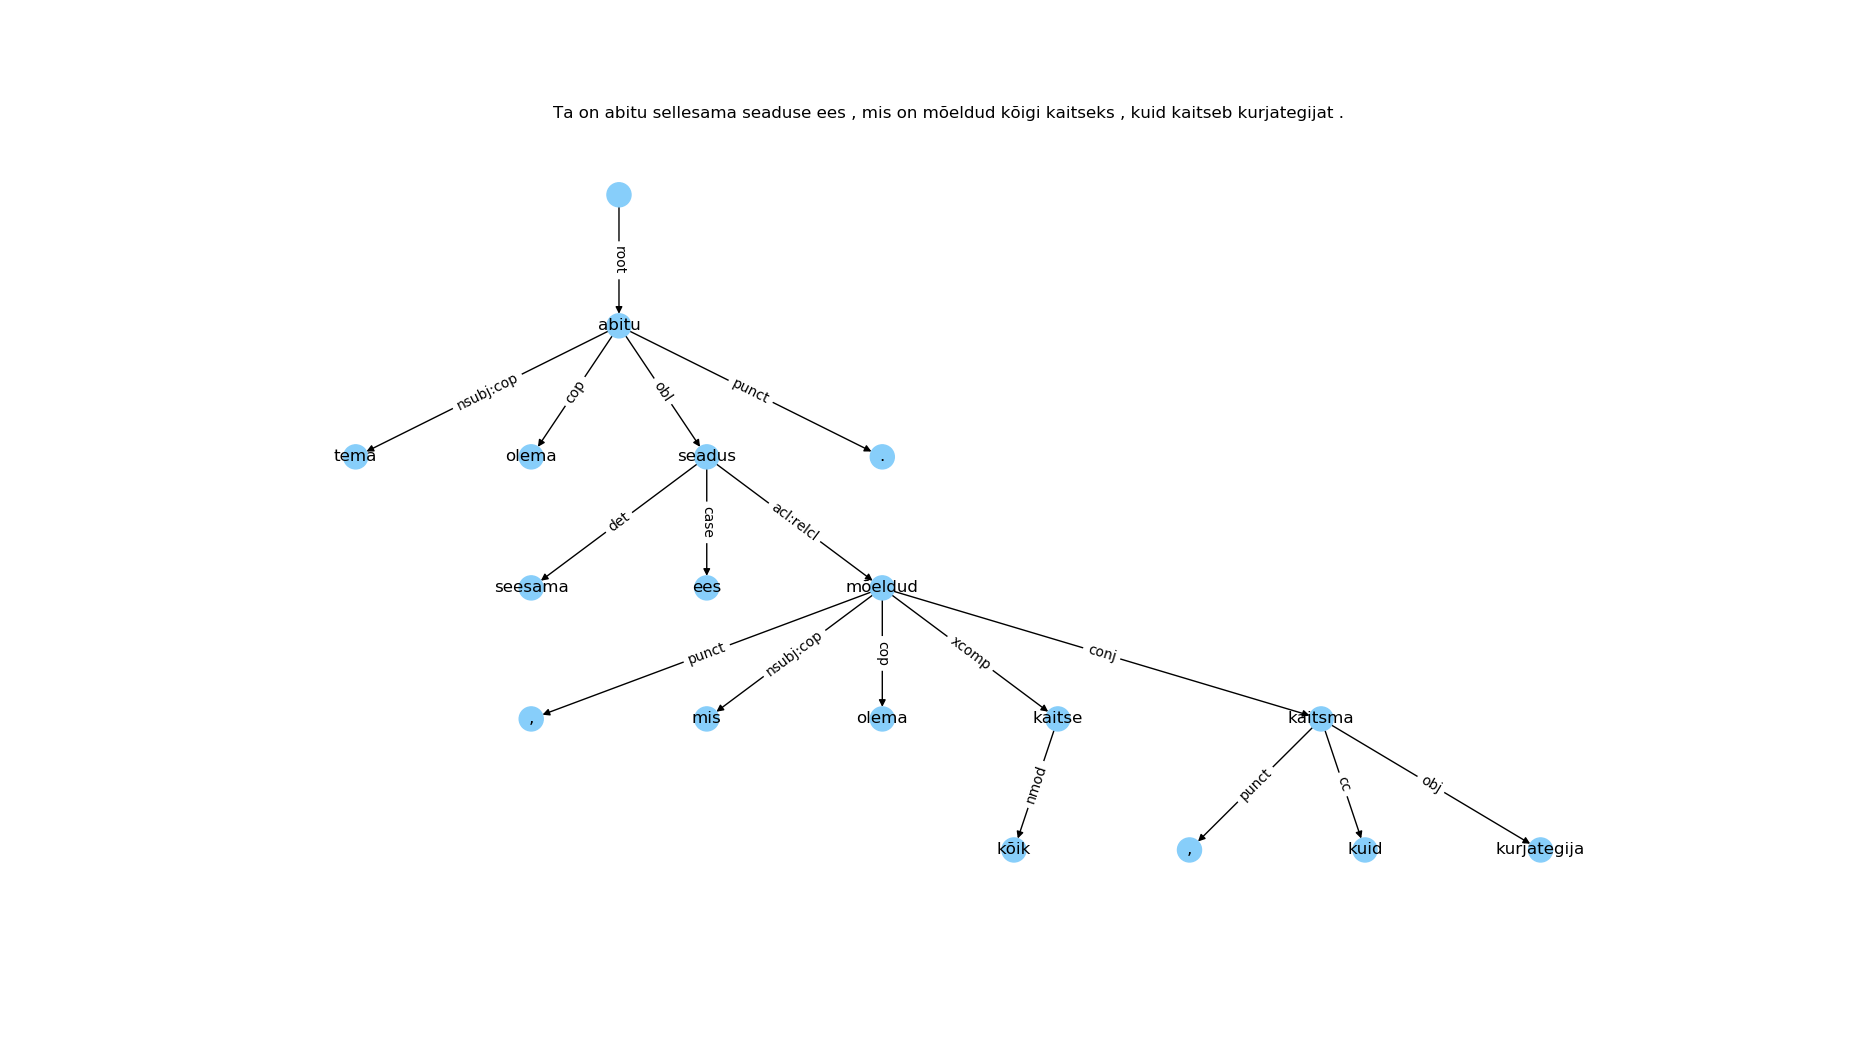 Ta on abitu sellesama seaduse ees , mis on mõeldud kõigi kaitseks , kuid kaitseb kurjategijat .
root
abitu
nsubj:cop cop obl punct
tema olema seadus .
det case acl:relcl
seesama ees mõeldud
punct nsubj:cop cop xcomp conj
, mis olema kaitse kaitsma
nmod punct cc obj
kõik , kuid kurjategija